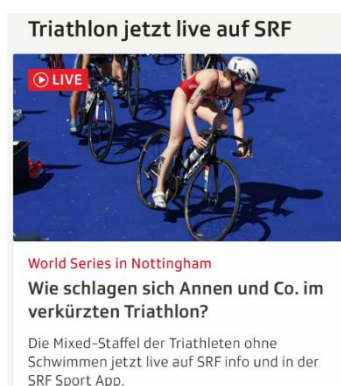 Triathlon jetzt live auf SRF
LIVE
World Series in Nottingham
Wie schlagen sich Annen und Co. im
verkürzten Triathlon?
Die Mixed-Staffel der Triathleten ohne
Schwimmen jetzt live auf SRF info und in der
SRF Sport App.